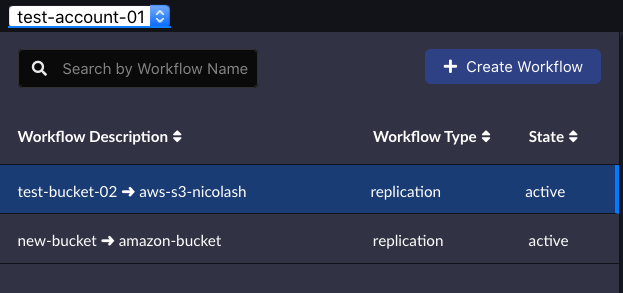 test-account-01
Search by Workflow Name
+ Create Workflow
Workflow Description Workflow Type State
test-bucket-02 ➜ aws-s3-nicolash replication active
new-bucket ➜ amazon-bucket replication active